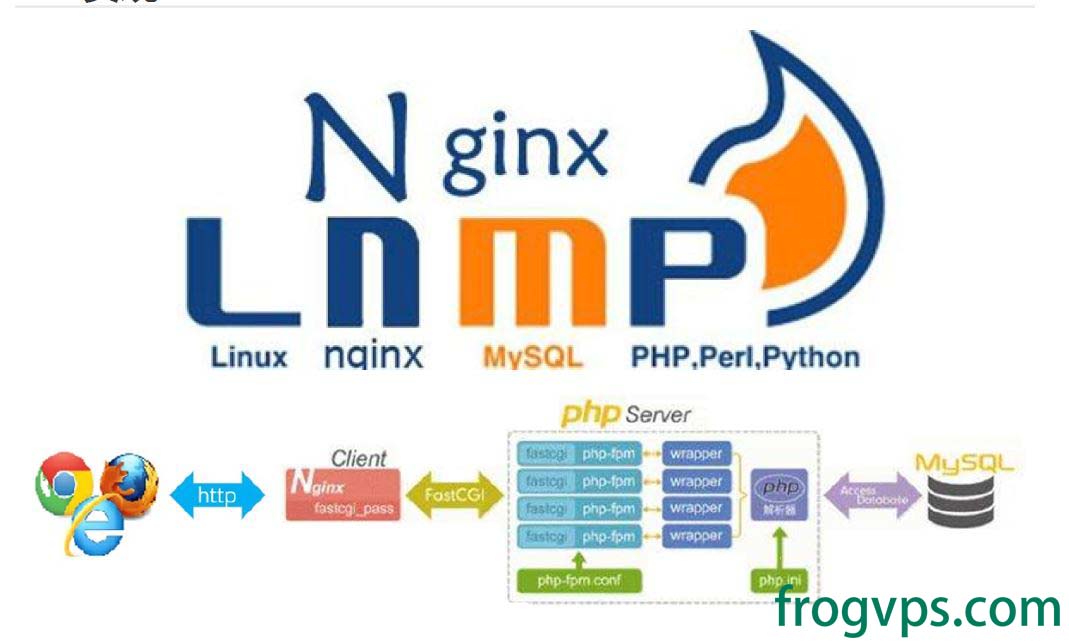 Nginx
LNMP
Linux nginx MySQL PHP,Perl,Python
php Server
Client
MySQL
http
Nginx
fastcgi_pass
FastCGI
fastcgi php-fpm wrapper
fastcgi php-fpm wrapper
fastcgi php-fpm wrapper
fastcgi php-fpm wrapper
php
解析器
Access
Database
php-fpm.conf
php.ini
frogvps.com